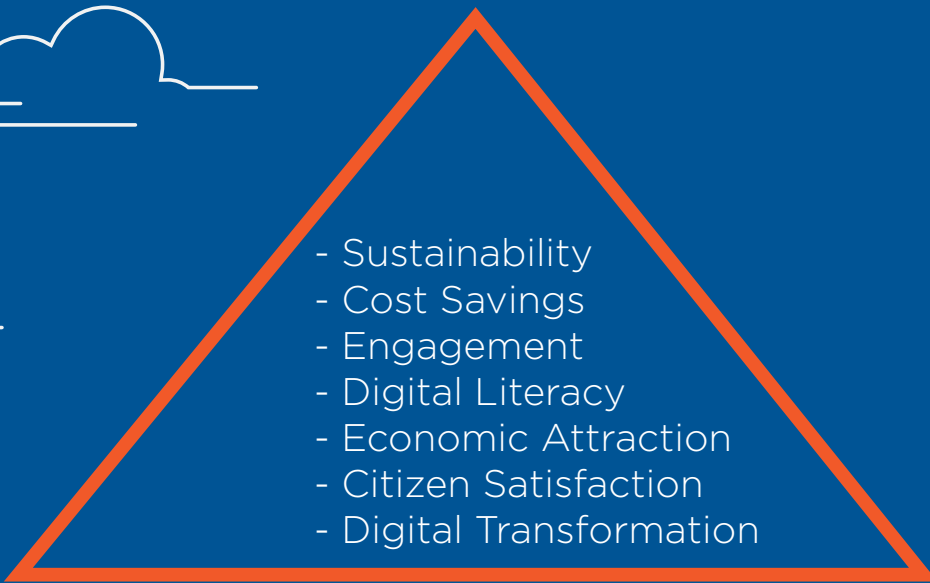 - Sustainability
- Cost Savings
- Engagement
- Digital Literacy
- Economic Attraction
- Citizen Satisfaction
- Digital Transformation